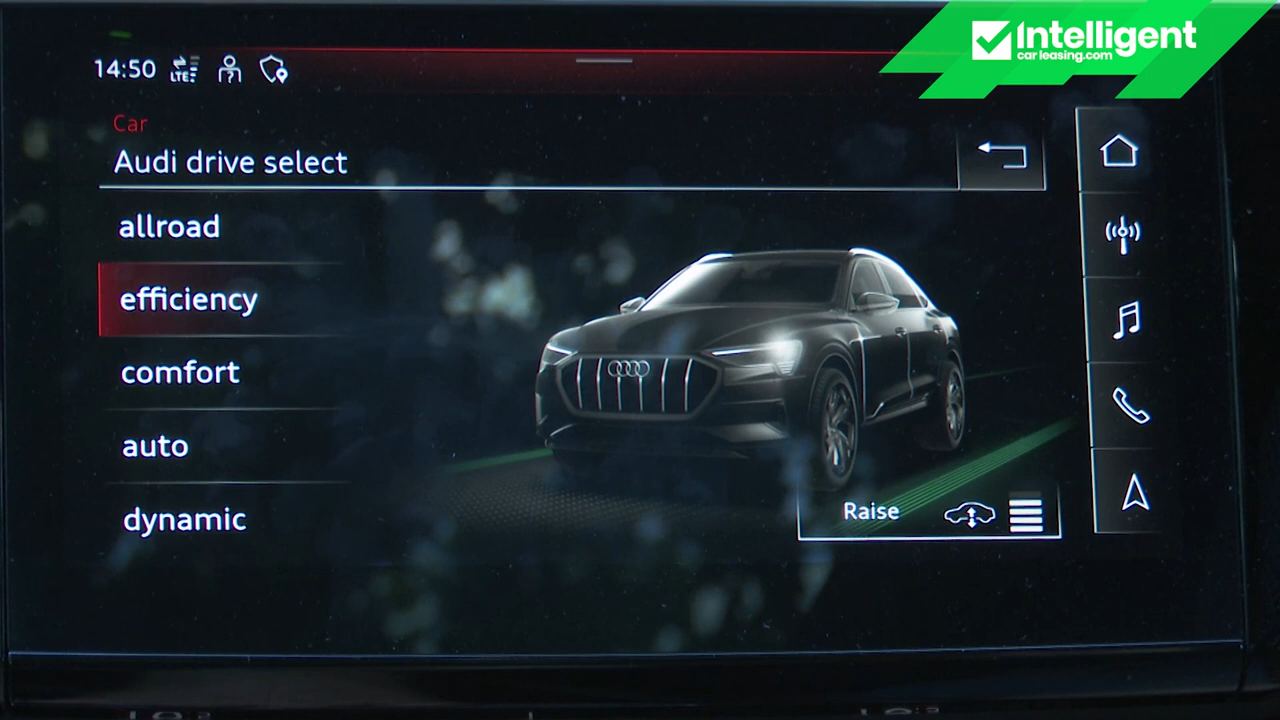 Intelligent
carleasing.com
14:50
LTE
?
Car
Audi drive select
allroad
efficiency
comfort
auto
dynamic
Raise